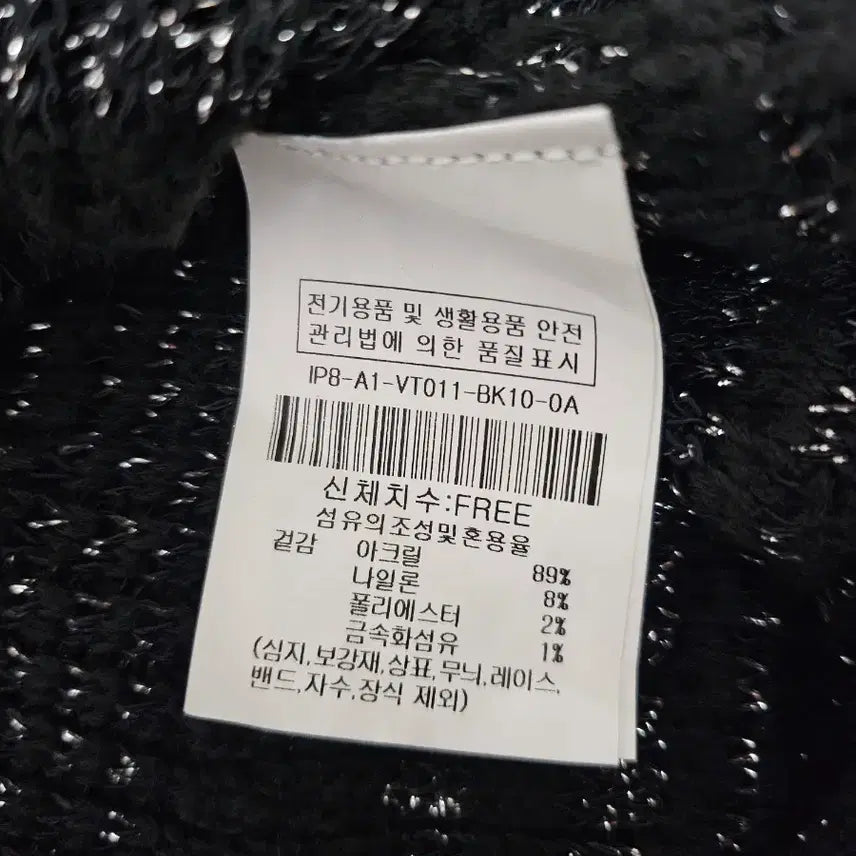 전기용품 및 생활용품 안전
관리법에 의한 품질표시
IP8-A1-VT011-BK10-0A
신체치수:FREE
섬유의조성및혼용율
겉감 아크릴 89%
나일론 8%
폴리에스터 2%
금속화섬유 1%
(심지,보강재,상표,무늬,레이스,
밴드,자수,장식 제외)